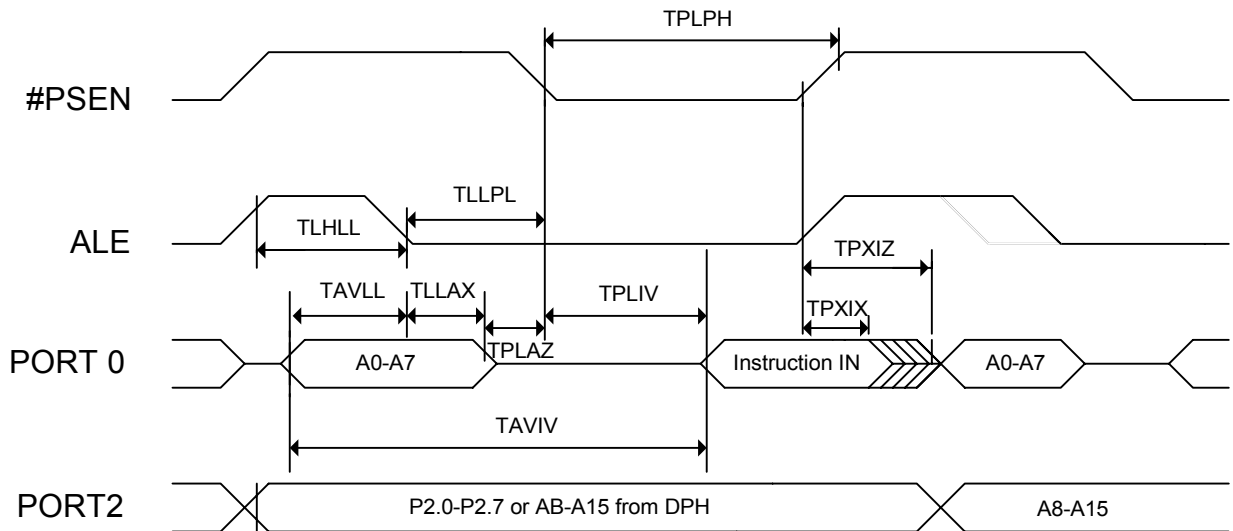 TPLPH
#PSEN
TLLPL
TLHLL
ALE
TPXIZ
TAVLL TLLAX TPLIV
TPXIX
TPLAZ
PORT 0 A0-A7 Instruction IN A0-A7
TAVIV
PORT2 P2.0-P2.7 or AB-A15 from DPH A8-A15